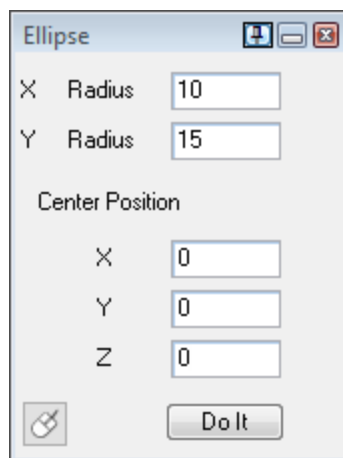 Ellipse
X Radius 10
Y Radius 15
Center Position
X 0
Y 0
Z 0
Do It